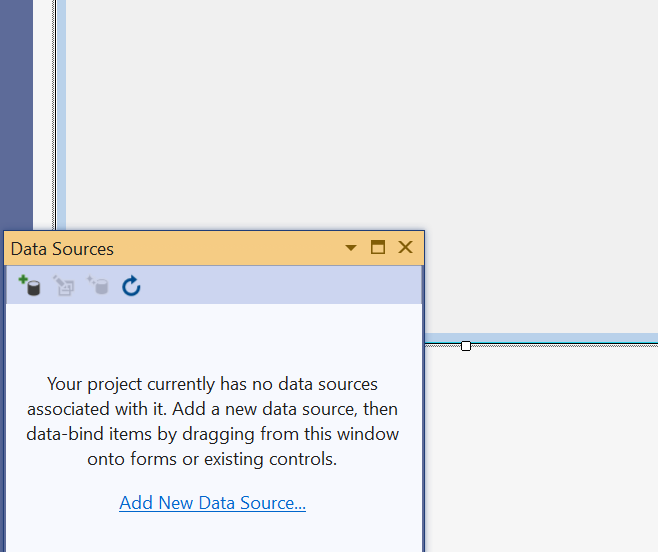 Data Sources
Your project currently has no data sources
associated with it. Add a new data source, then
data-bind items by dragging from this window
onto forms or existing controls.
Add New Data Source...